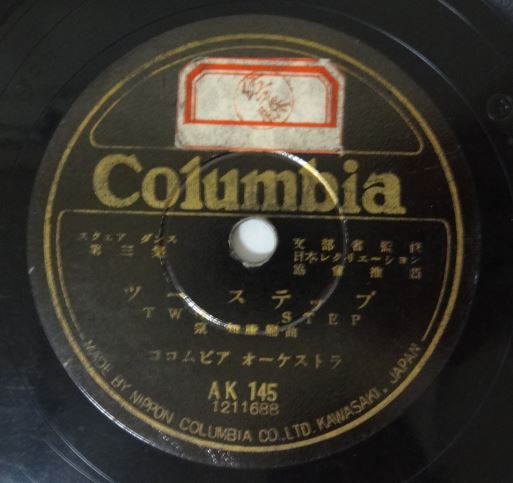 Columbia
スクエア ダンス
第三集
文部省監修
日本レクリエーション
協會推薦
ツー ステップ
TW STEP
コロムビア オーケストラ
AK 145
1211688
MADE BY NIPPON COLUMBIA CO., LTD. KAWASAKI, JAPAN